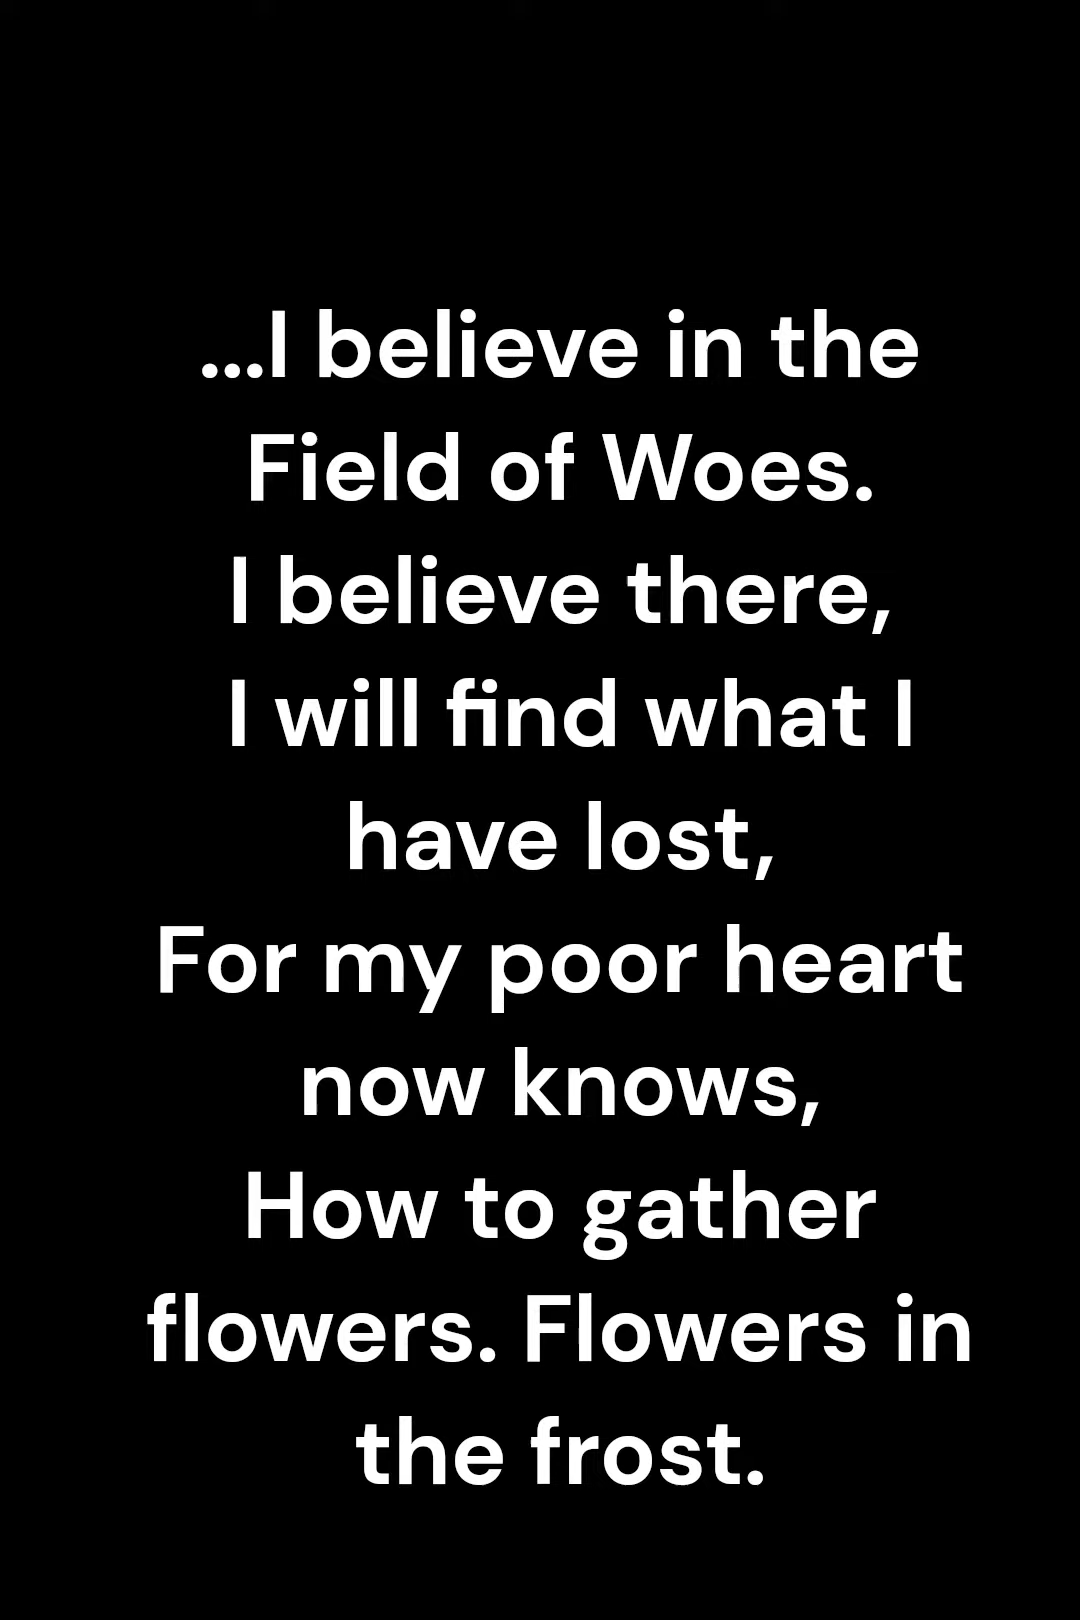 ...I believe in the
Field of Woes.
I believe there,
I will find what I
have lost,
For my poor heart
now knows,
How to gather
flowers. Flowers in
the frost.